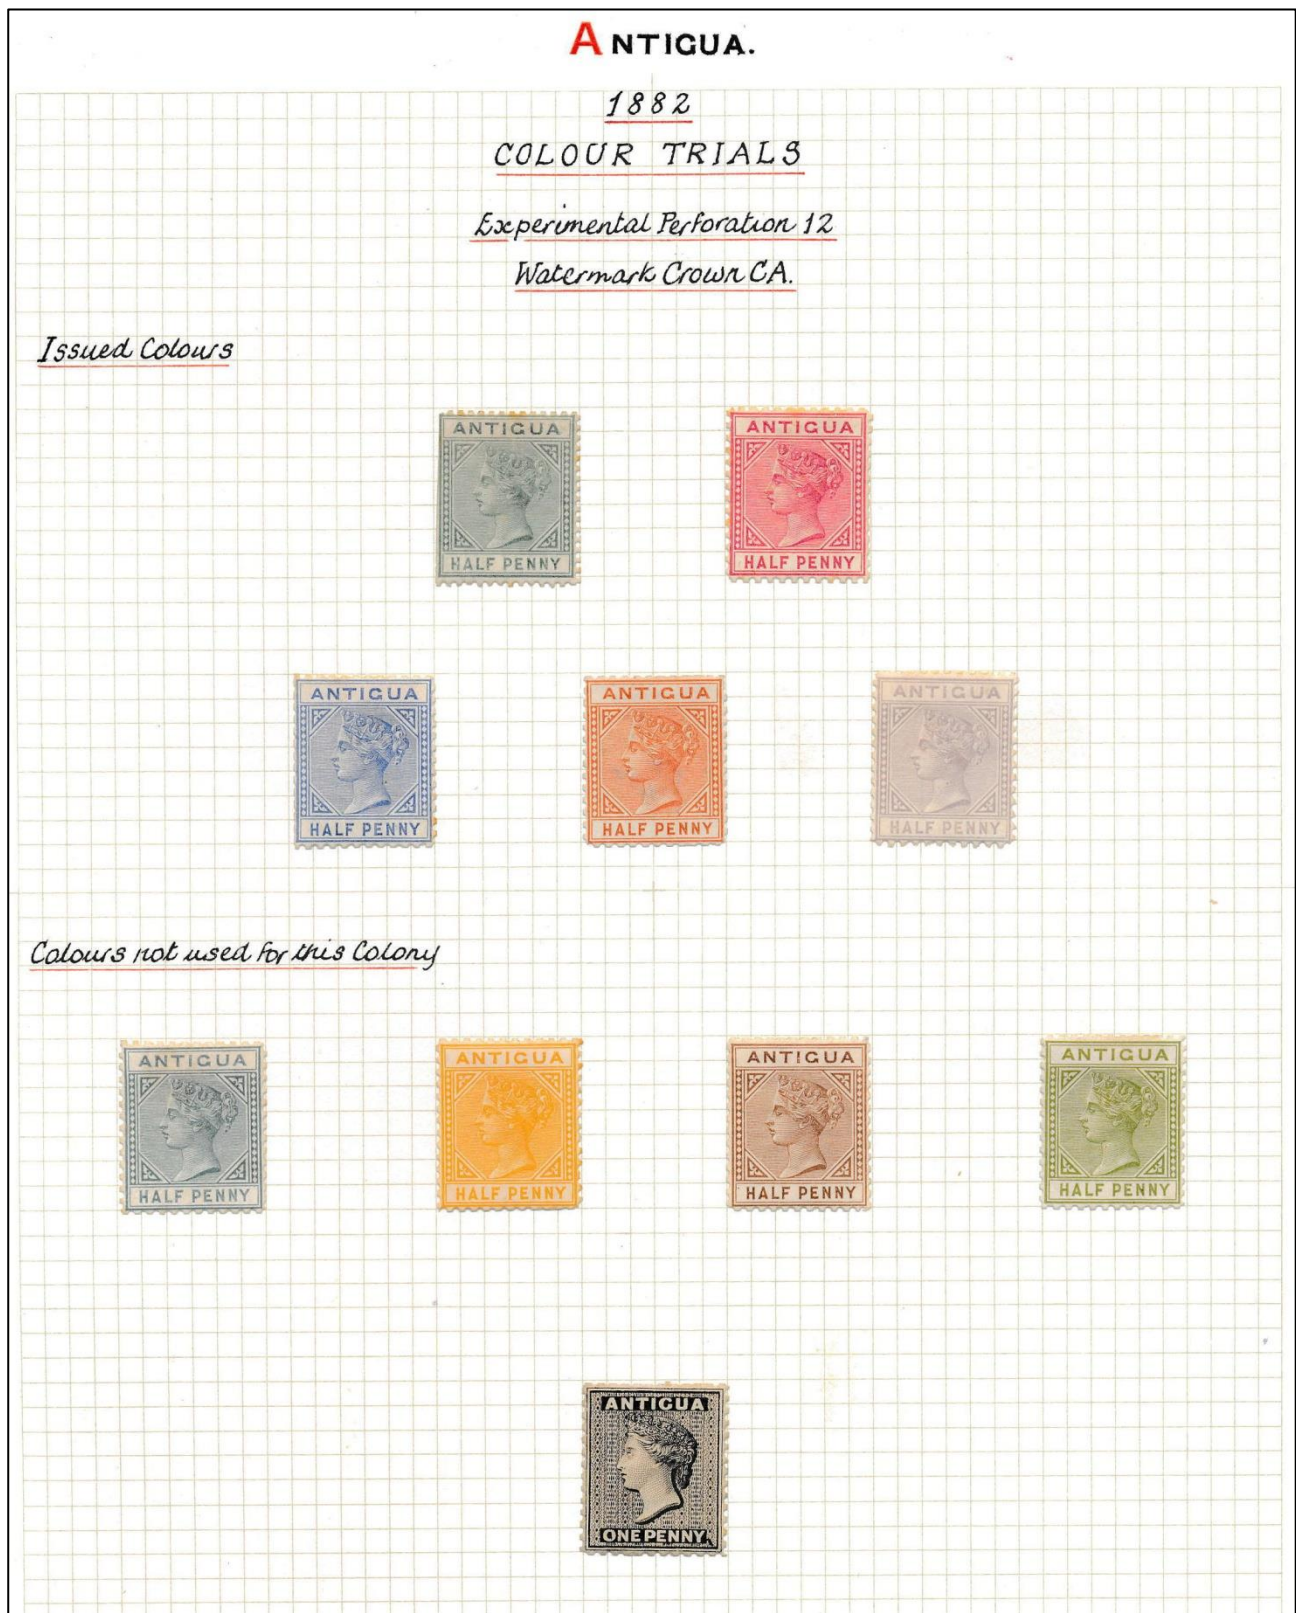 ANTIGUA.
1882
COLOUR TRIALS
Experimental Perforation 12
Watermark Crown CA.
Issued Colours
ANTIGUA
HALF PENNY
ANTIGUA
HALF PENNY
ANTIGUA
HALF PENNY
ANTIGUA
HALF PENNY
ANTIGUA
HALF PENNY
Colours not used for this Colony
ANTIGUA
HALF PENNY
ANTIGUA
HALF PENNY
ANTIGUA
HALF PENNY
ANTIGUA
HALF PENNY
ANTIGUA
ONE PENNY.